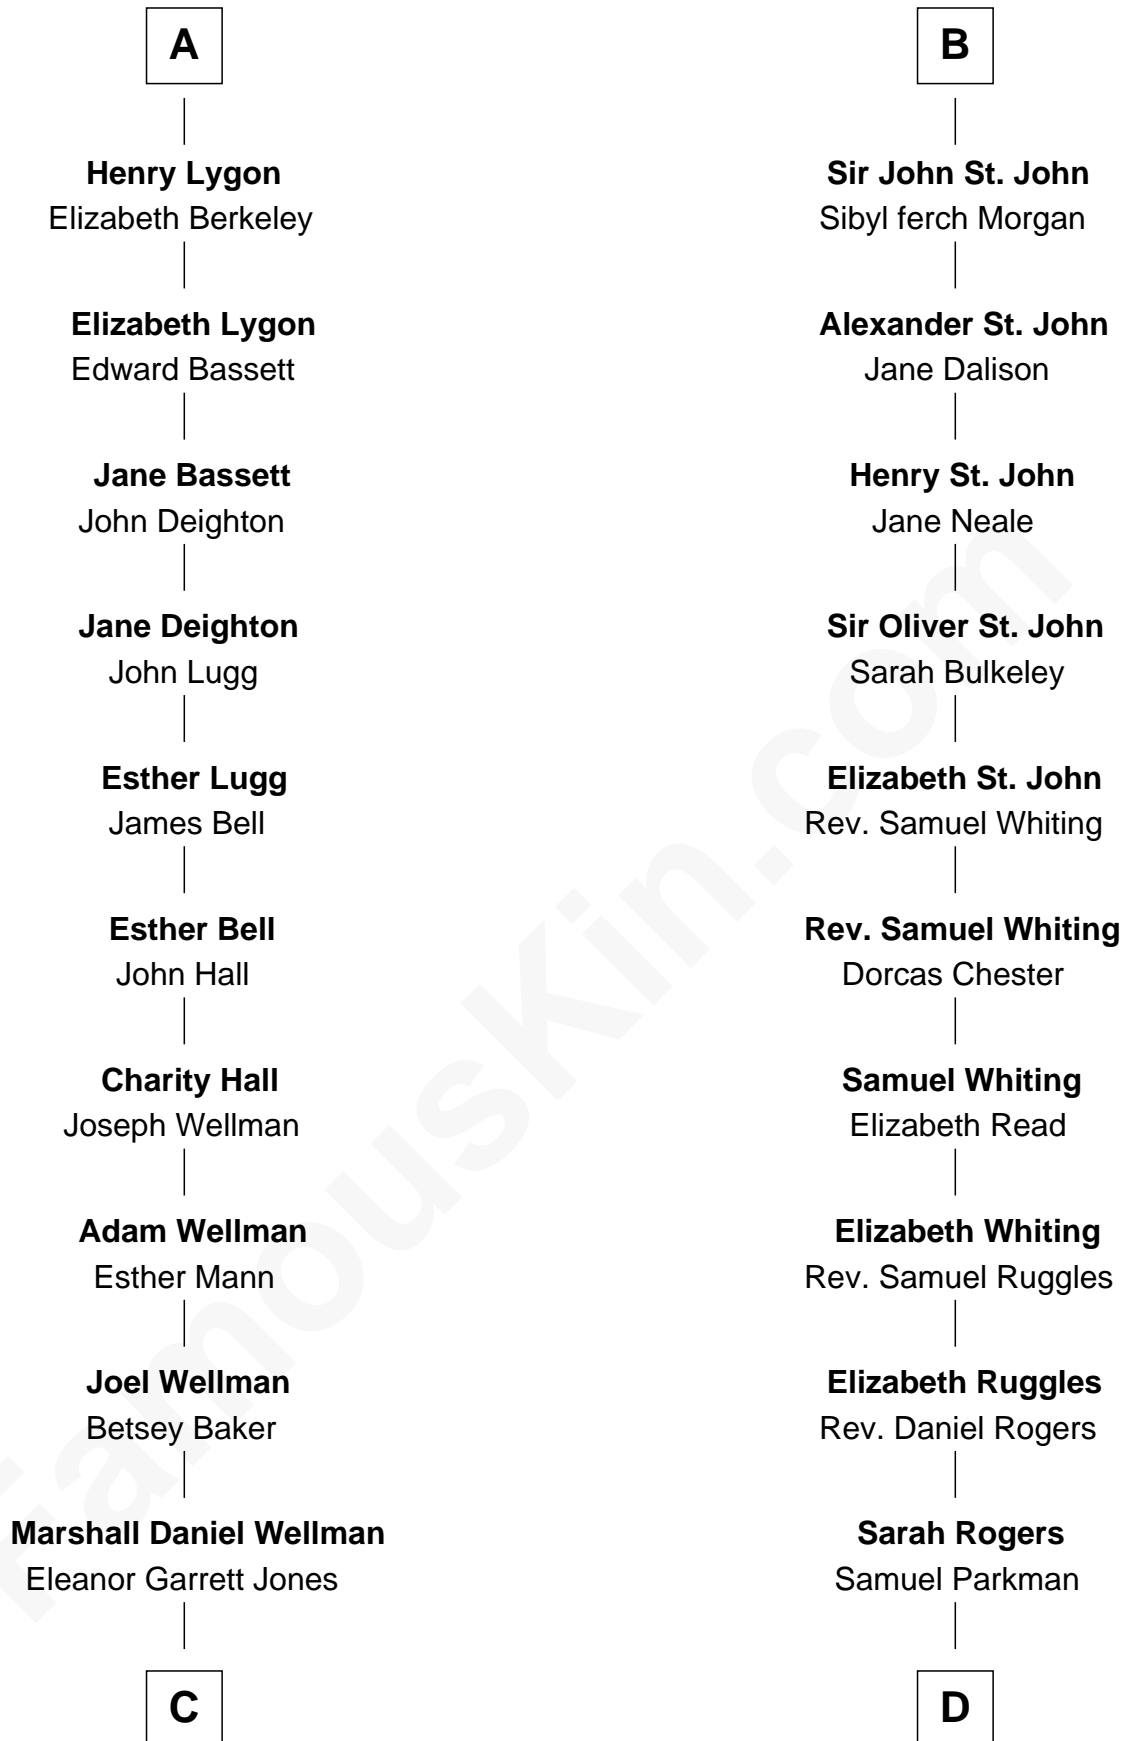 A
Henry Lygon
Elizabeth Berkeley
Elizabeth Lygon
Edward Bassett
Jane Bassett
John Deighton
Jane Deighton
John Lugg
Esther Lugg
James Bell
Esther Bell
John Hall
Charity Hall
Joseph Wellman
Adam Wellman
Esther Mann
Joel Wellman
Betsey Baker
Marshall Daniel Wellman
Eleanor Garrett Jones
C
B
Sir John St. John
Sibyl ferch Morgan
Alexander St. John
Jane Dalison
Henry St. John
Jane Neale
Sir Oliver St. John
Sarah Bulkeley
Elizabeth St. John
Rev. Samuel Whiting
Rev. Samuel Whiting
Dorcas Chester
Samuel Whiting
Elizabeth Read
Elizabeth Whiting
Rev. Samuel Ruggles
Elizabeth Ruggles
Rev. Daniel Rogers
Sarah Rogers
Samuel Parkman
D
FamousKin.com